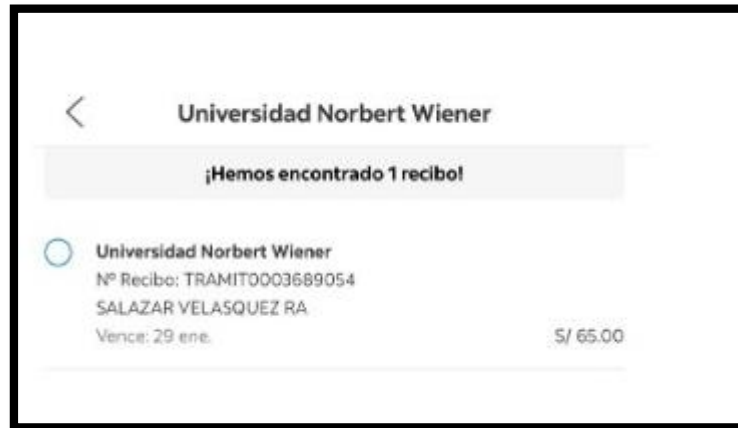 Universidad Norbert Wiener
¡Hemos encontrado 1 recibo!
Universidad Norbert Wiener
Nº Recibo: TRAMIT0003689054
SALAZAR VELASQUEZ RA
Vence: 29 ene.
S/ 65.00